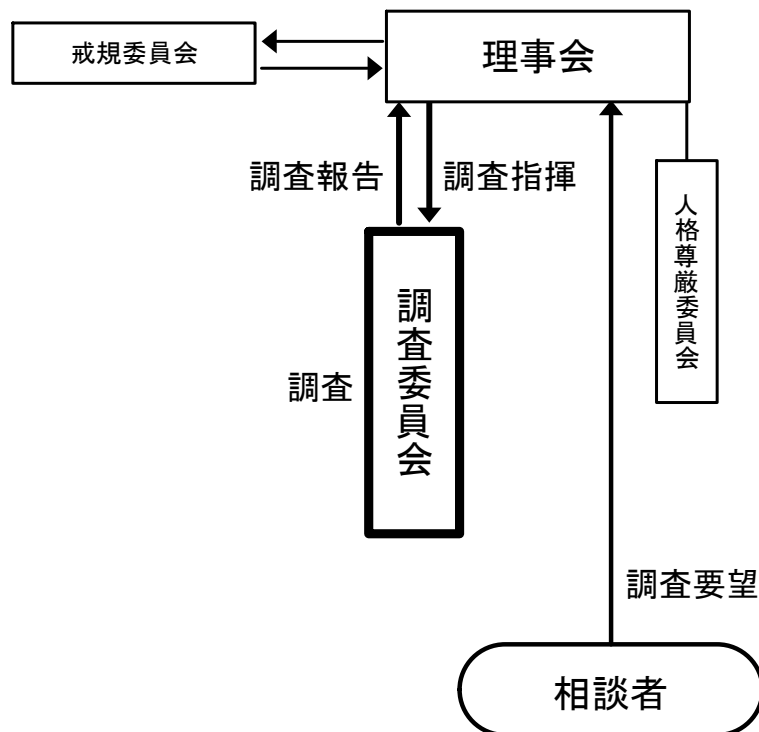 戒規委員会
理事会
調査報告
調査指揮
人格尊厳委員会
調査委員会
調査
調査要望
相談者